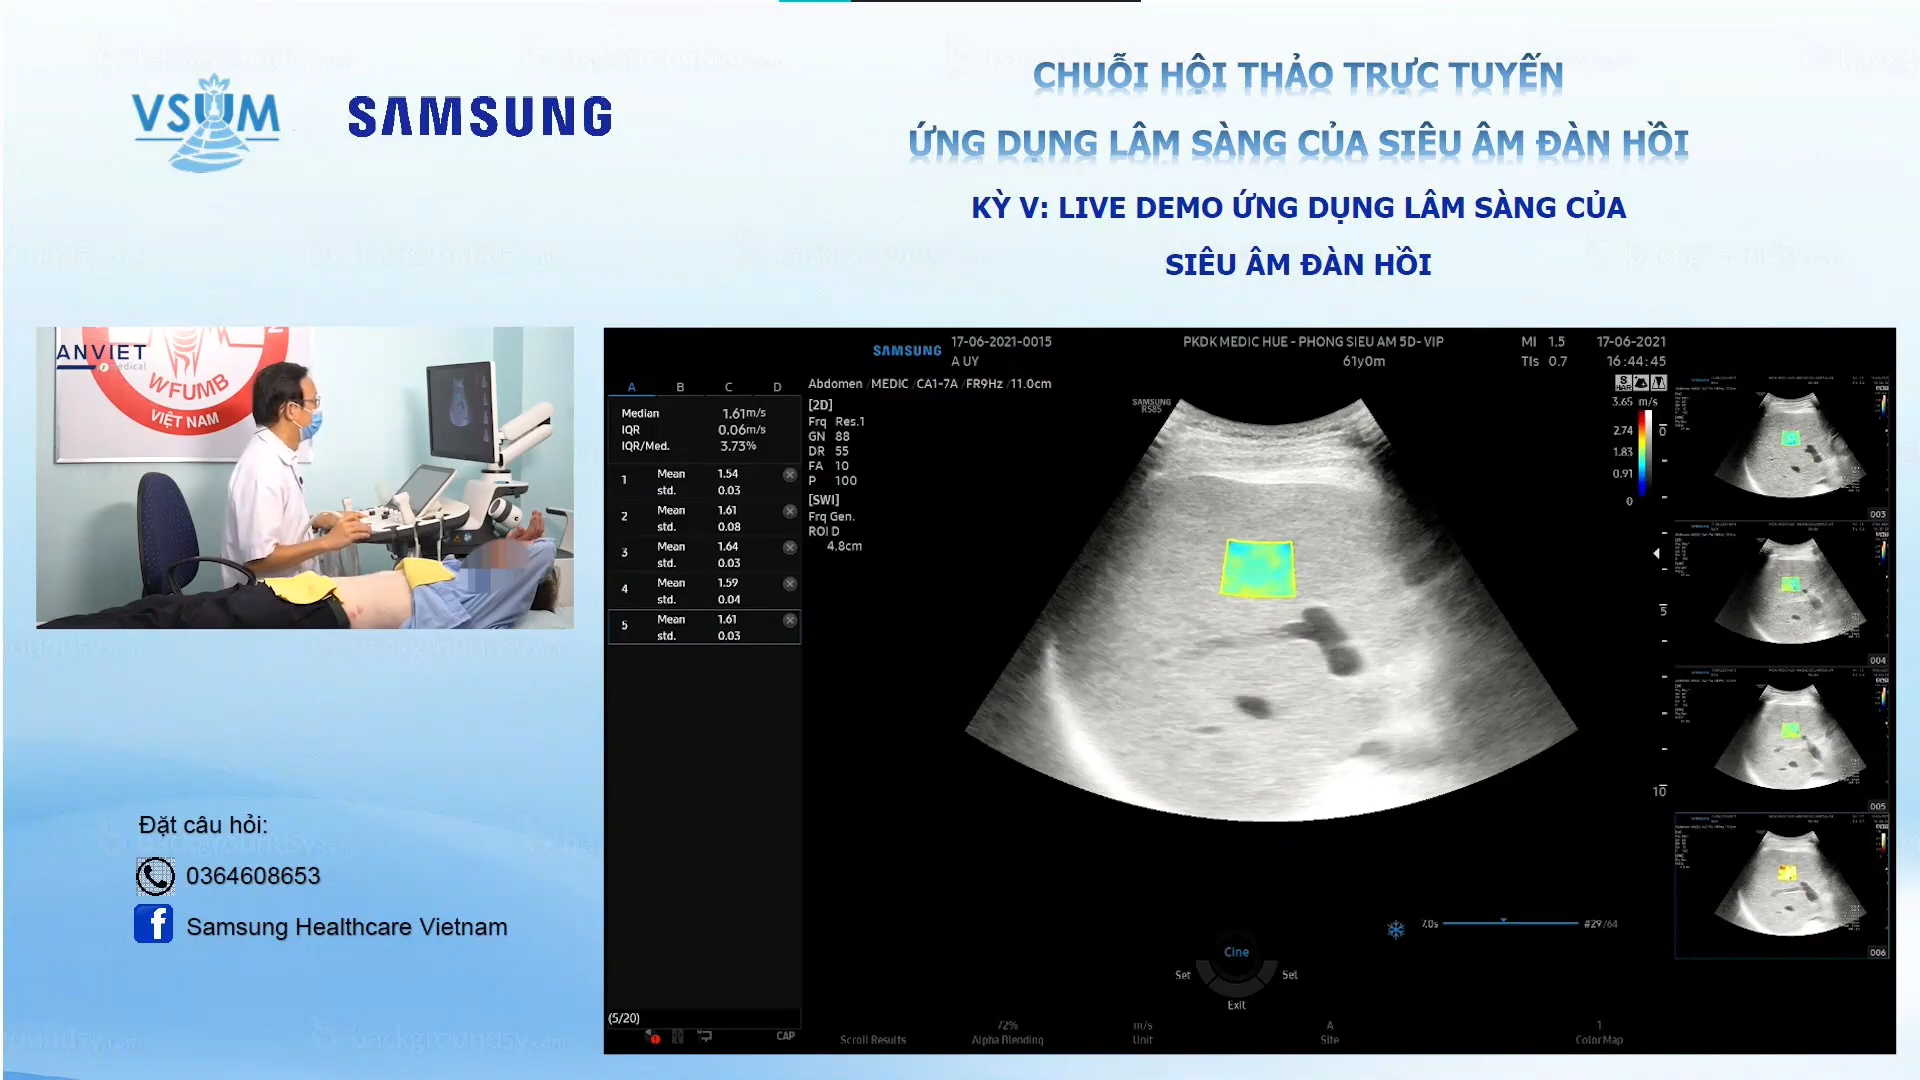 VSUM
SAMSUNG
CHUỖI HỘI THẢO TRỰC TUYẾN
ỨNG DỤNG LÂM SÀNG CỦA SIÊU ÂM ĐÀN HỒI
KỲ V: LIVE DEMO ỨNG DỤNG LÂM SÀNG CỦA
SIÊU ÂM ĐÀN HỒI
ANVIET
medical
WFUMB
VIỆT NAM
SAMSUNG
17-06-2021-0015
A UY
PKDK MEDIC HUE - PHONG SIEU AM 5D- VIP
61y0m
MI 1.5
TIs 0.7
17-06-2021
16:44:45
A B C D
Median 1.61m/s
IQR 0.06m/s
IQR/Med. 3.73%
1 Mean 1.54
std. 0.03
2 Mean 1.61
std. 0.08
3 Mean 1.64
std. 0.03
4 Mean 1.59
std. 0.04
5 Mean 1.61
std. 0.03
(5/20)
CAP
Abdomen /MEDIC /CA1-7A /FR9Hz /11.0cm
[2D]
Frq Res.1
GN 88
DR 55
FA 10
P 100
[SWI]
Frq Gen.
ROI D
4.8cm
SAMSUNG
RS85
S
HAR
3.65 m/s
2.74
1.83
0.91
0
0
5
10
003
004
005
006
7.0s
#29/64
Cine
Set
Set
Exit
Scroll Results
72%
Alpha Blending
m/s
Unit
A
Site
1
ColorMap
Đặt câu hỏi:
0364608653
Samsung Healthcare Vietnam